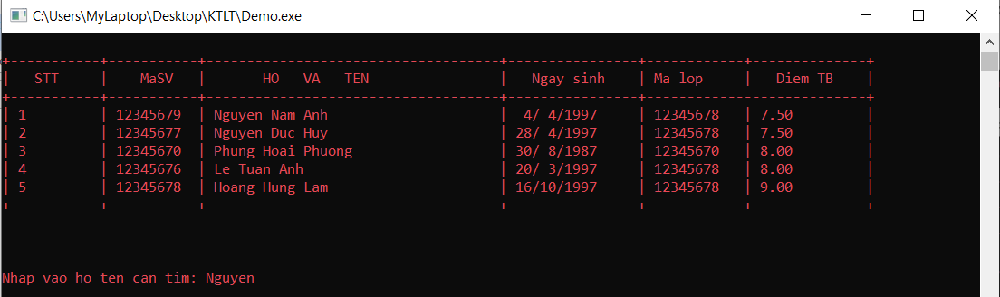 C:\Users\MyLaptop\Desktop\KTLT\Demo.exe
+-----------+-----------+------------------------------------+----------------+------------+--------------+
| STT | MaSV | HO VA TEN | Ngay sinh | Ma lop | Diem TB |
+-----------+-----------+------------------------------------+----------------+------------+--------------+
| 1 | 12345679 | Nguyen Nam Anh | 4/ 4/1997 | 12345678 | 7.50 |
| 2 | 12345677 | Nguyen Duc Huy | 28/ 4/1997 | 12345678 | 7.50 |
| 3 | 12345670 | Phung Hoai Phuong | 30/ 8/1987 | 12345670 | 8.00 |
| 4 | 12345676 | Le Tuan Anh | 20/ 3/1997 | 12345678 | 8.00 |
| 5 | 12345678 | Hoang Hung Lam | 16/10/1997 | 12345678 | 9.00 |
+-----------+-----------+------------------------------------+----------------+------------+--------------+
Nhap vao ho ten can tim: Nguyen